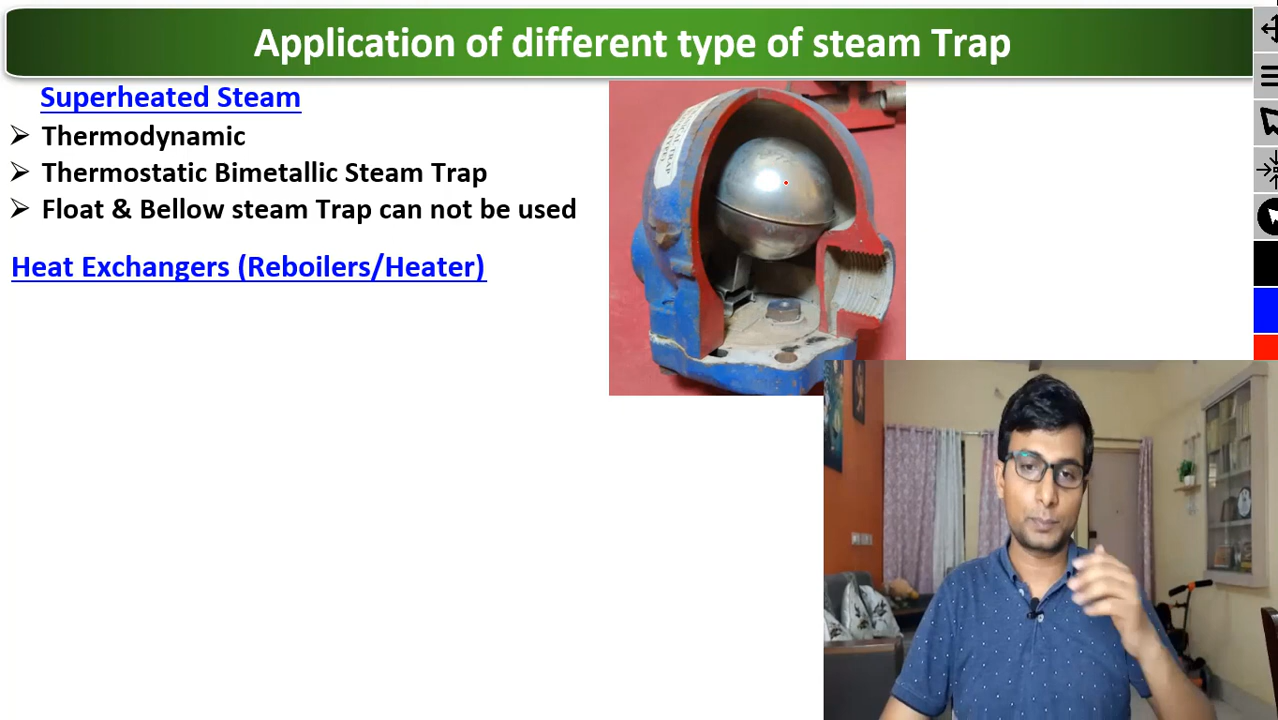 Application of different type of steam Trap
Superheated Steam
Thermodynamic
Thermostatic Bimetallic Steam Trap
Float & Bellow steam Trap can not be used
Heat Exchangers (Reboilers/Heater)